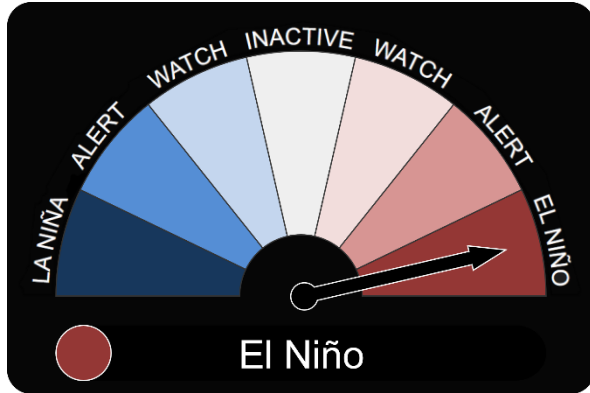 LA NIÑA
ALERT
WATCH
INACTIVE
WATCH
ALERT
EL NIÑO
El Niño